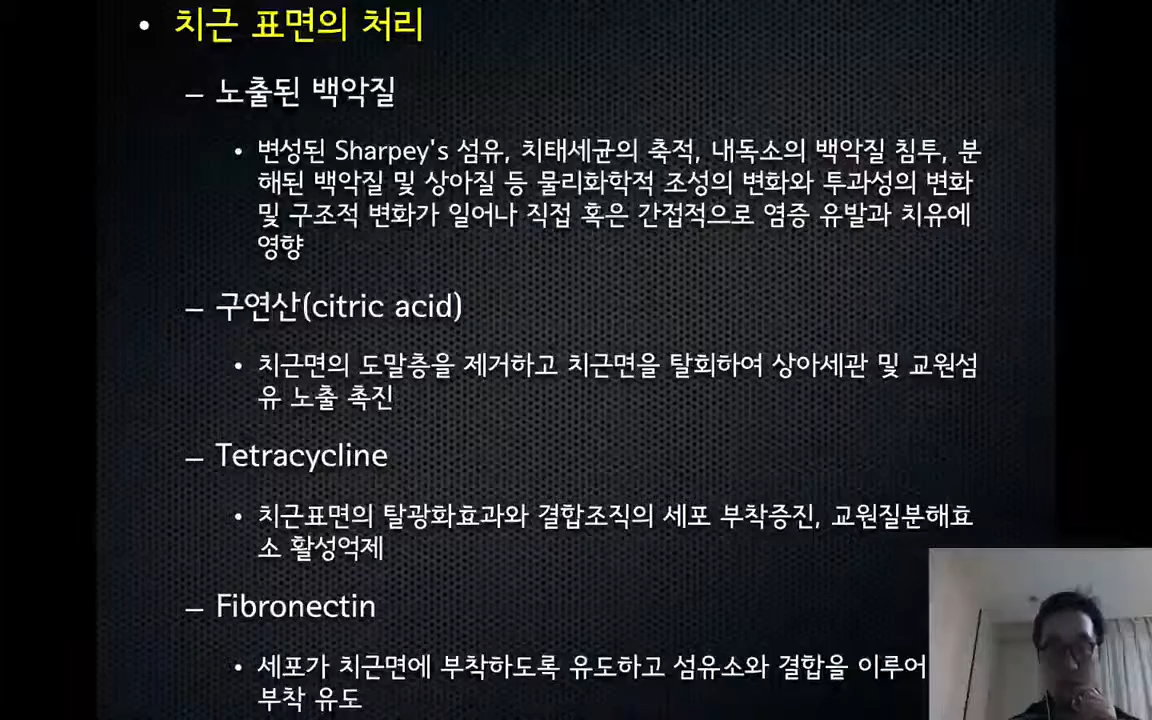 • 치근 표면의 처리
– 노출된 백악질
• 변성된 Sharpey's 섬유, 치태세균의 축적, 내독소의 백악질 침투, 분
해된 백악질 및 상아질 등 물리화학적 조성의 변화와 투과성의 변화
및 구조적 변화가 일어나 직접 혹은 간접적으로 염증 유발과 치유에
영향
– 구연산(citric acid)
• 치근면의 도말층을 제거하고 치근면을 탈회하여 상아세관 및 교원섬
유 노출 촉진
– Tetracycline
• 치근표면의 탈광화효과와 결합조직의 세포 부착증진, 교원질분해효
소 활성억제
– Fibronectin
• 세포가 치근면에 부착하도록 유도하고 섬유소와 결합을 이루어
부착 유도